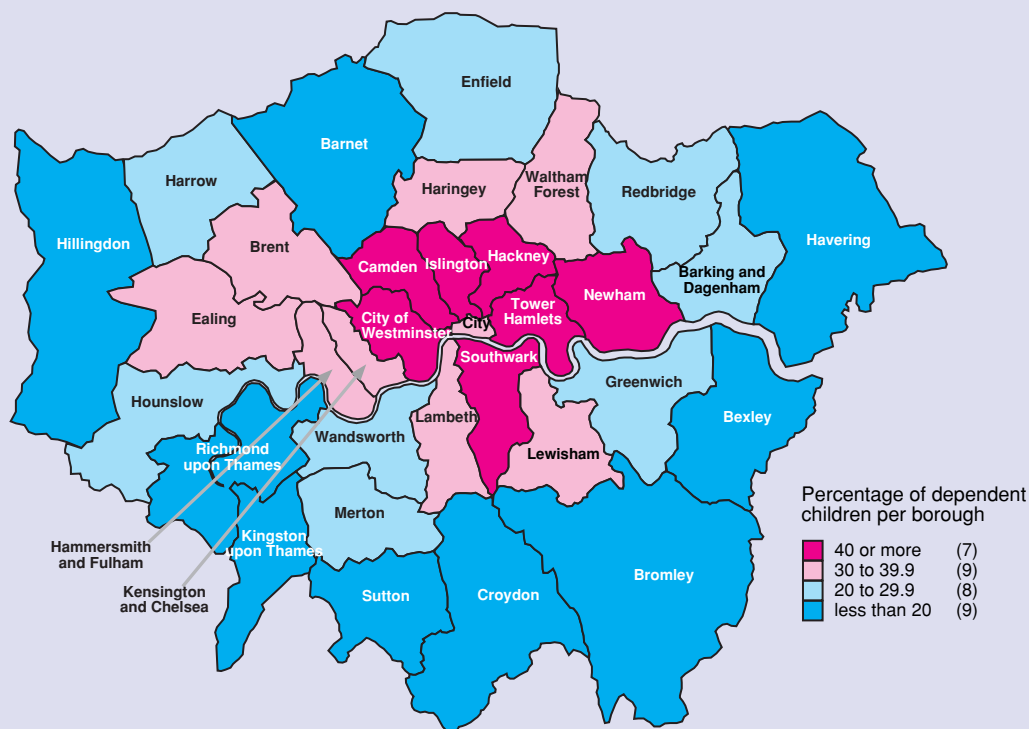 Enfield
Barnet
Harrow
Haringey
Waltham
Forest
Redbridge
Hillingdon
Brent
Camden
Islington
Hackney
Havering
Barking and
Dagenham
Newham
Ealing
City of
Westminster
City
Tower
Hamlets
Southwark
Greenwich
Hounslow
Bexley
Lambeth
Wandsworth
Richmond
upon Thames
Lewisham
Merton
Kingston
upon Thames
Hammersmith
and Fulham
Kensington
and Chelsea
Sutton
Croydon
Bromley
Percentage of dependent
children per borough
40 or more (7)
30 to 39.9 (9)
20 to 29.9 (8)
less than 20 (9)